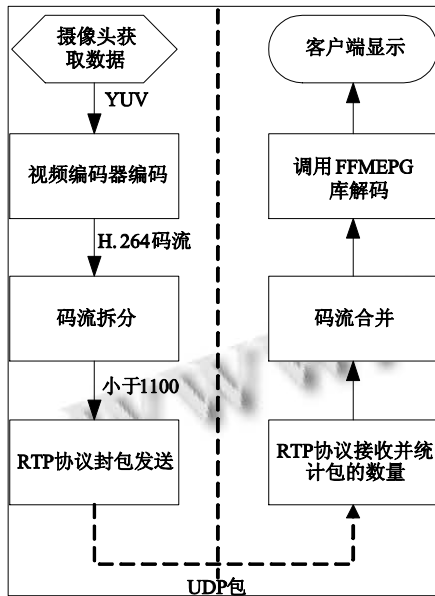 摄像头获
取数据
YUV
视频编码器编码
H.264码流
码流拆分
小于1100
RTP协议封包发送
UDP包
RTP协议接收并统
计包的数量
码流合并
调用FFMEPG
库解码
客户端显示
www